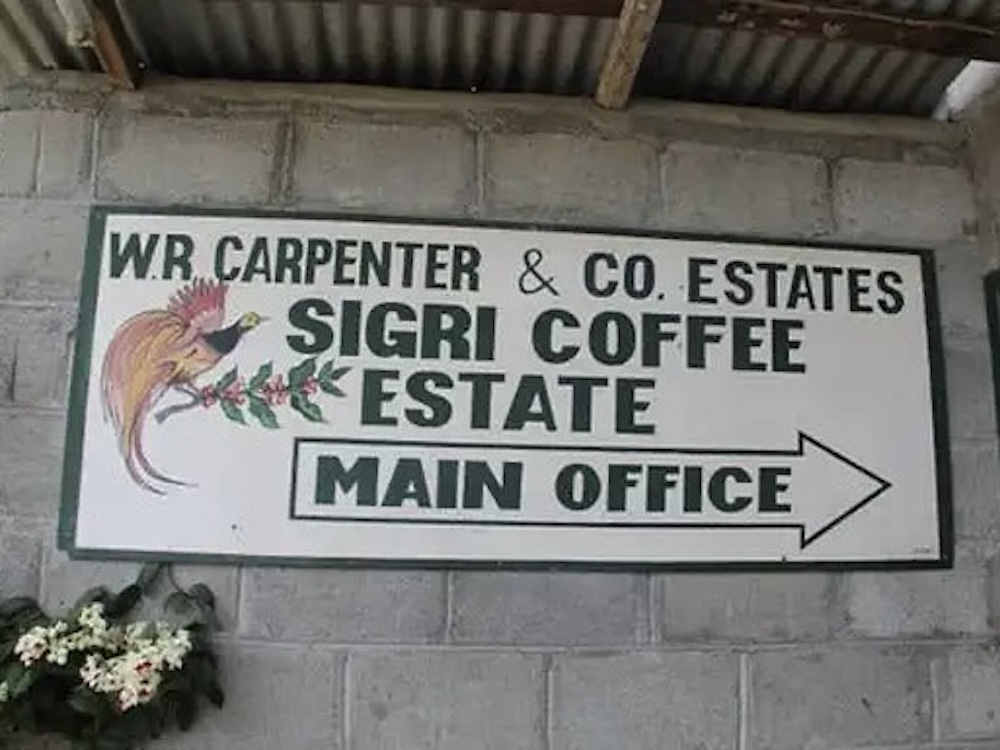 W.R. CARPENTER & CO. ESTATES
SIGRI COFFEE
ESTATE
MAIN OFFICE